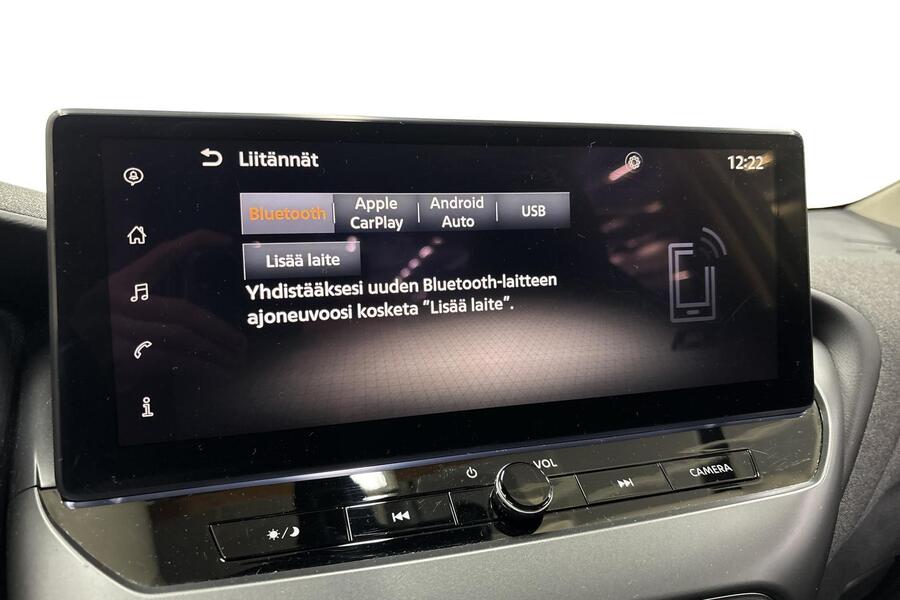 Liitännät
12:22
Bluetooth
Apple
CarPlay
Android
Auto
USB
Lisää laite
Yhdistääksesi uuden Bluetooth-laitteen
ajoneuvoosi kosketa “Lisää laite”.
VOL
CAMERA